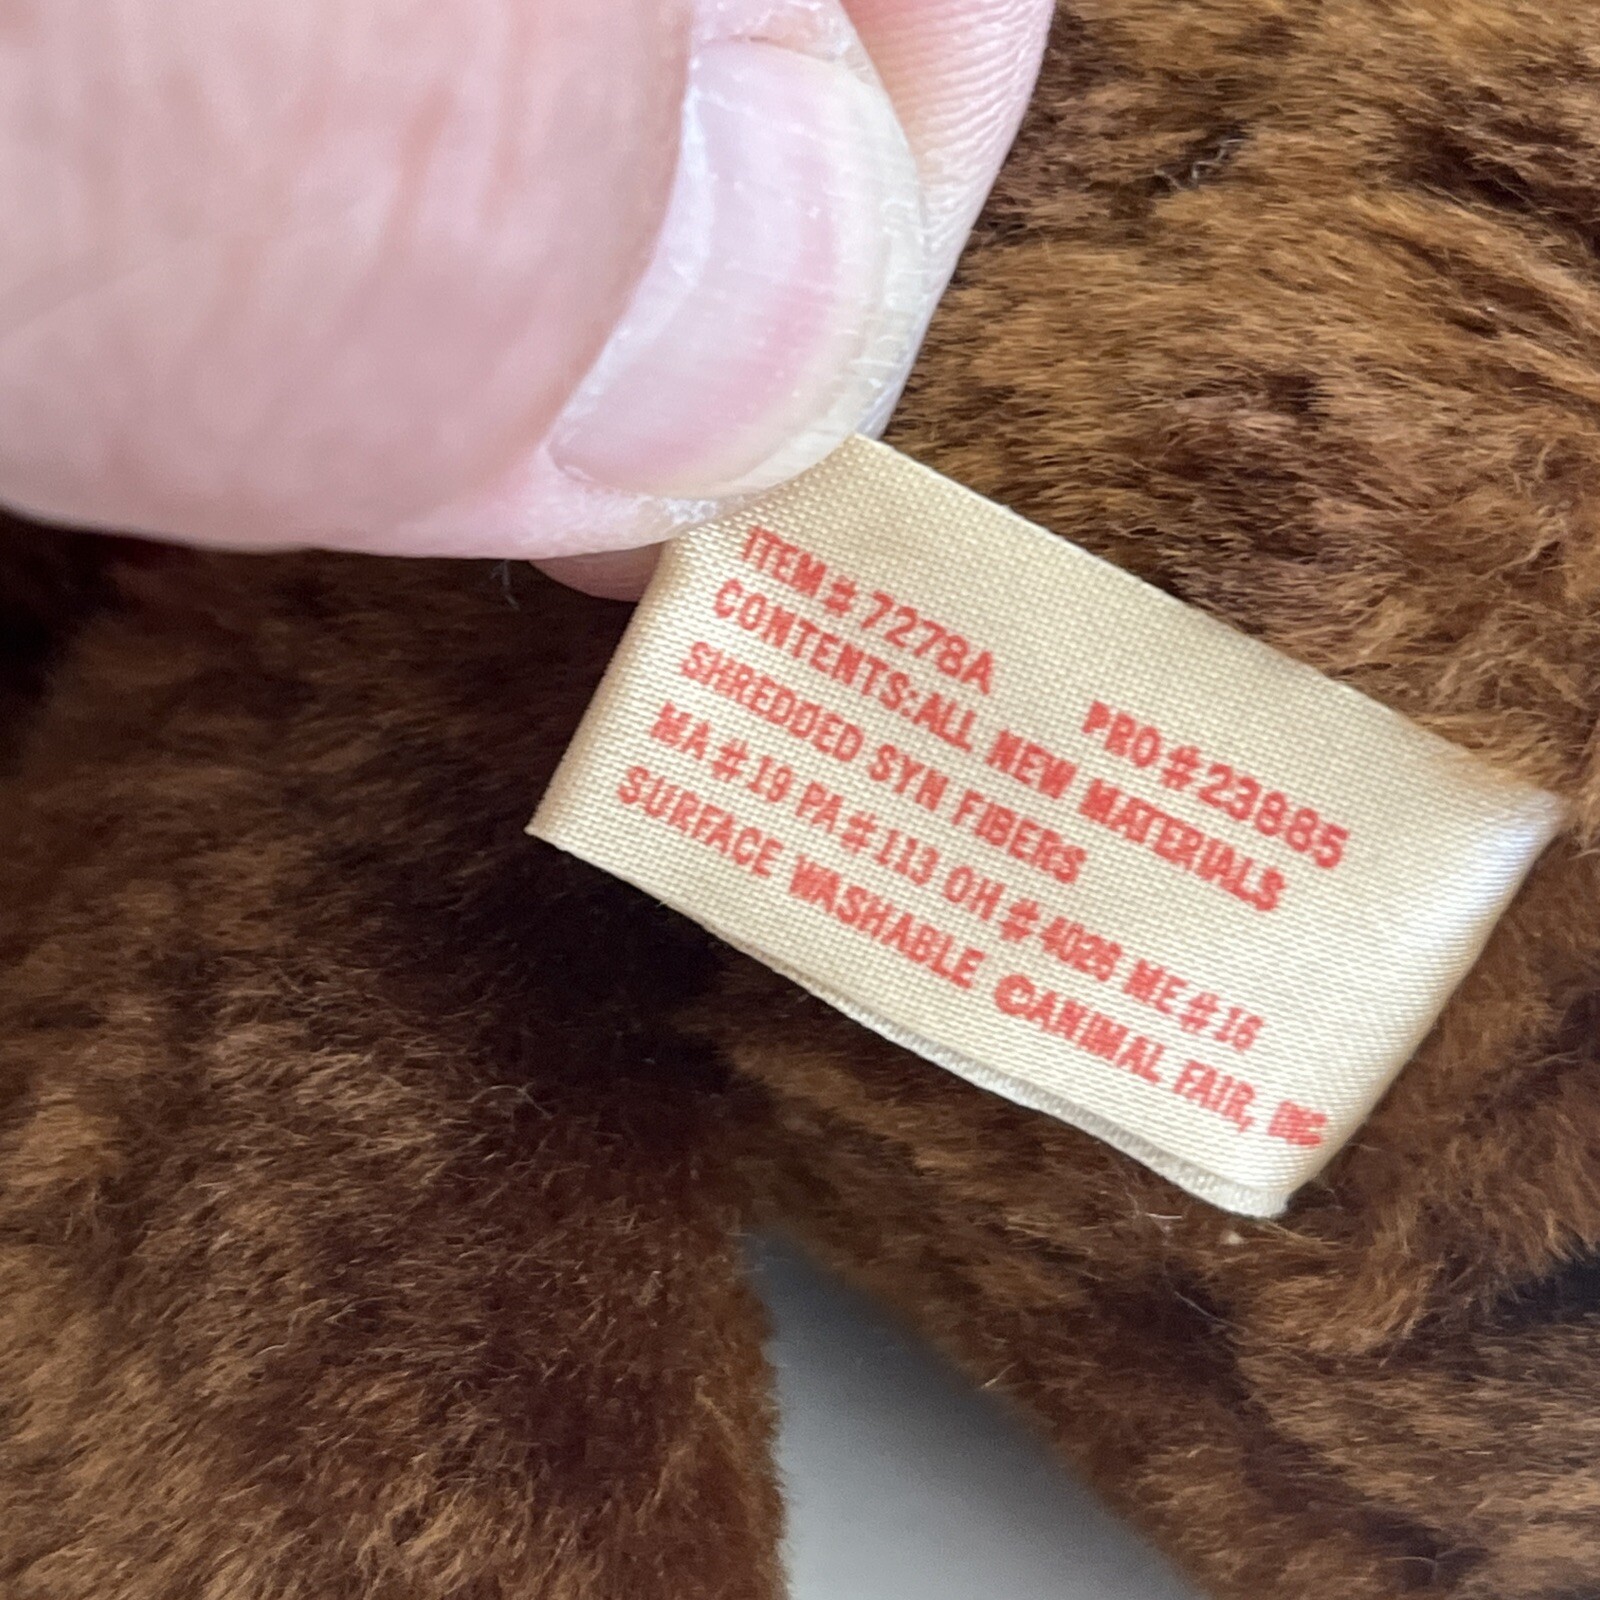 ITEM # 7278A PRO # 23885
CONTENTS:ALL NEW MATERIALS
SHREDDED SYN FIBERS
MA # 19 PA # 113 OH # 4026 ME # 16
SURFACE WASHABLE ©ANIMAL FAIR, INC